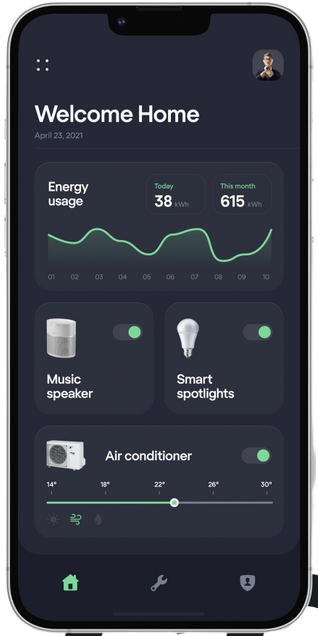 Welcome Home
April 23, 2021
Energy
usage
Today
38 kWh
This month
615 kWh
01 02 03 04 05 06 07 08 09 10
Music
speaker
Smart
spotlights
Air conditioner
14° 18° 22° 26° 30°